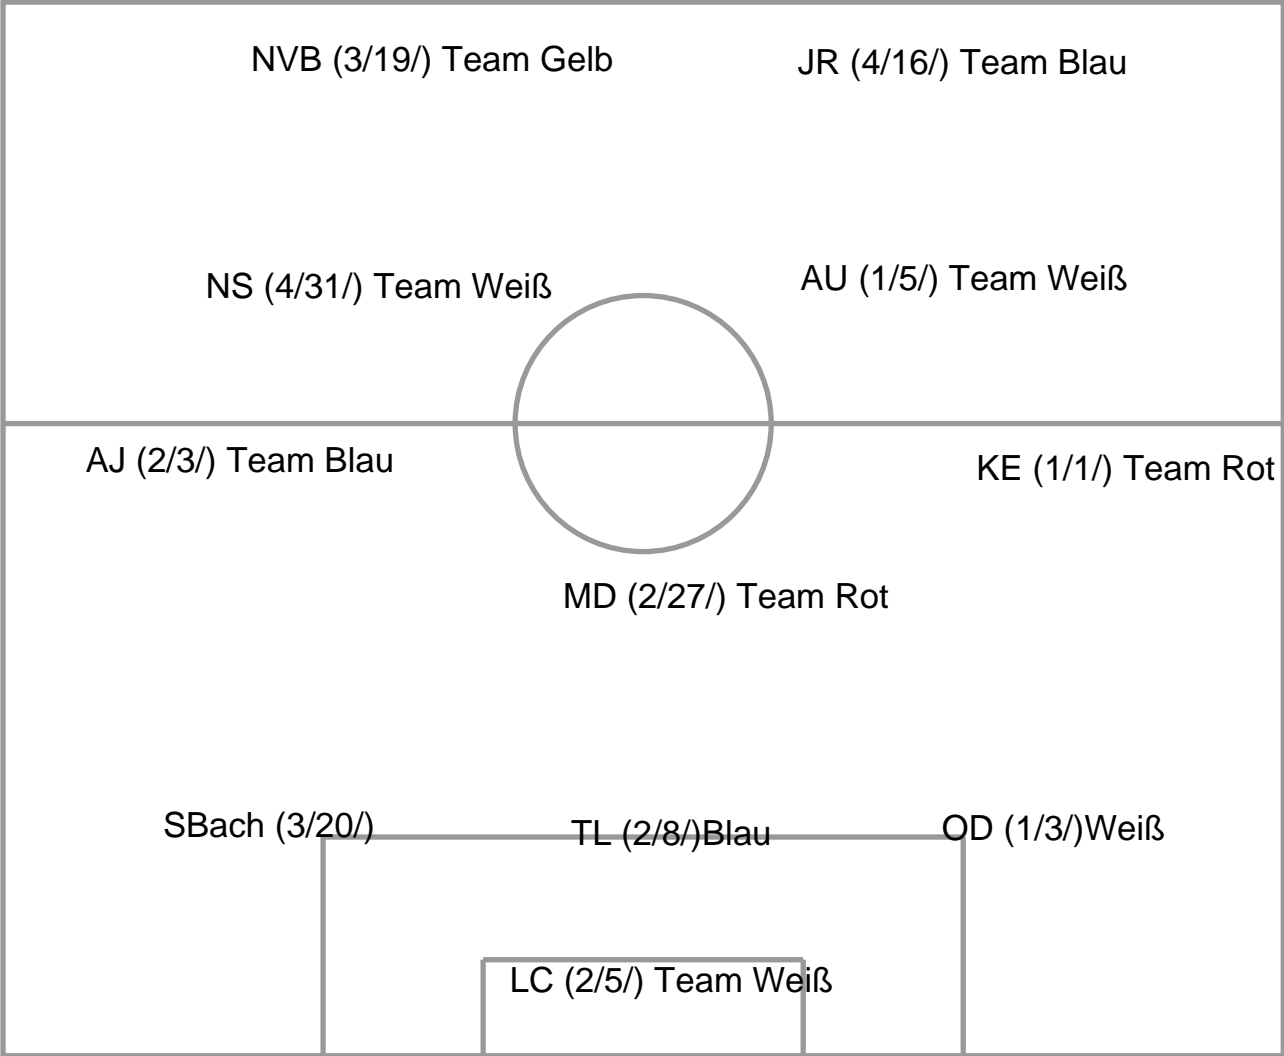 NVB (3/19/) Team Gelb
JR (4/16/) Team Blau
NS (4/31/) Team Weiß
AU (1/5/) Team Weiß
AJ (2/3/) Team Blau
KE (1/1/) Team Rot
MD (2/27/) Team Rot
SBach (3/20/)
TL (2/8/)Blau
OD (1/3/)Weiß
LC (2/5/) Team Weiß